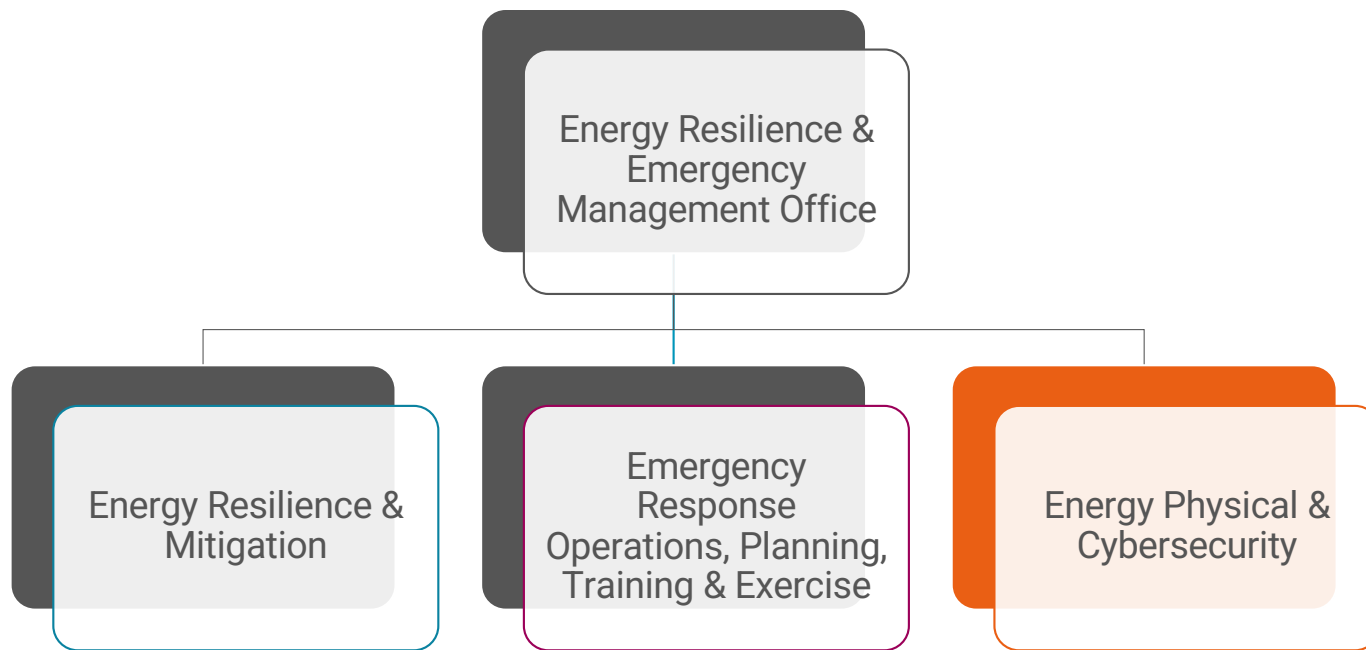 Energy Resilience &
Emergency
Management Office
Energy Resilience &
Mitigation
Emergency
Response
Operations, Planning,
Training & Exercise
Energy Physical &
Cybersecurity